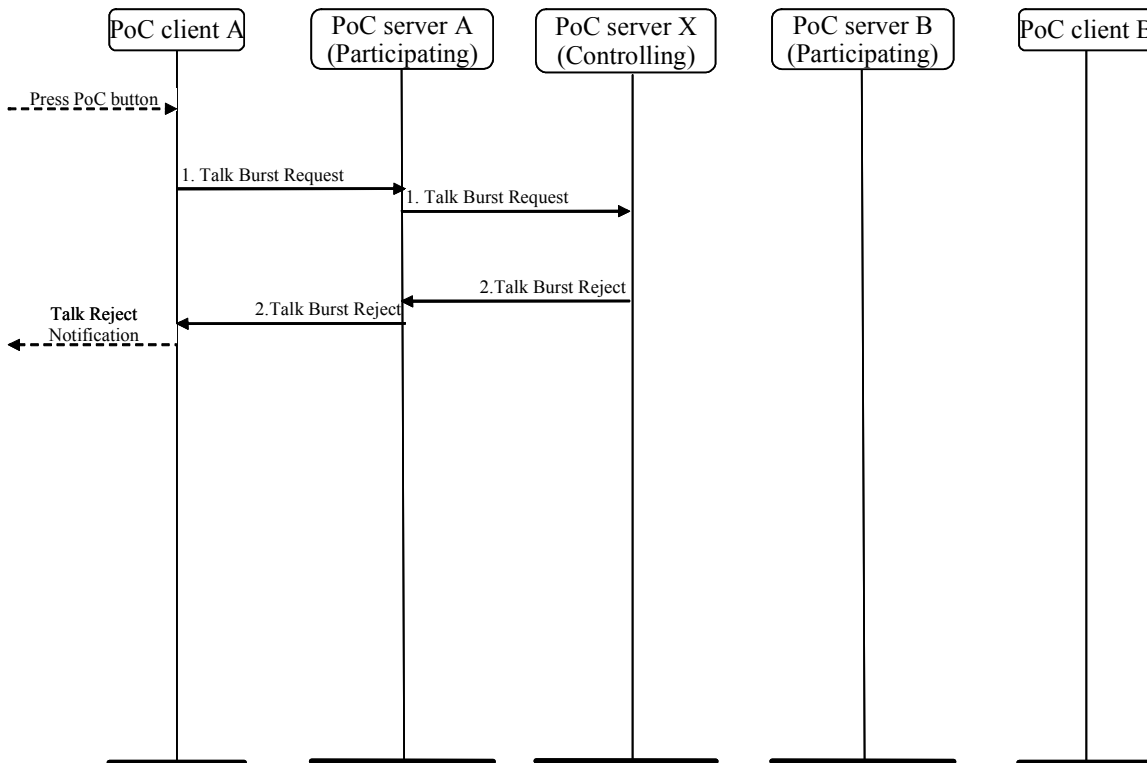 PoC client A
PoC server A
(Participating)
PoC server X
(Controlling)
PoC server B
(Participating)
PoC client B
Press PoC button
1. Talk Burst Request
1. Talk Burst Request
2.Talk Burst Reject
2.Talk Burst Reject
Talk Reject
Notification